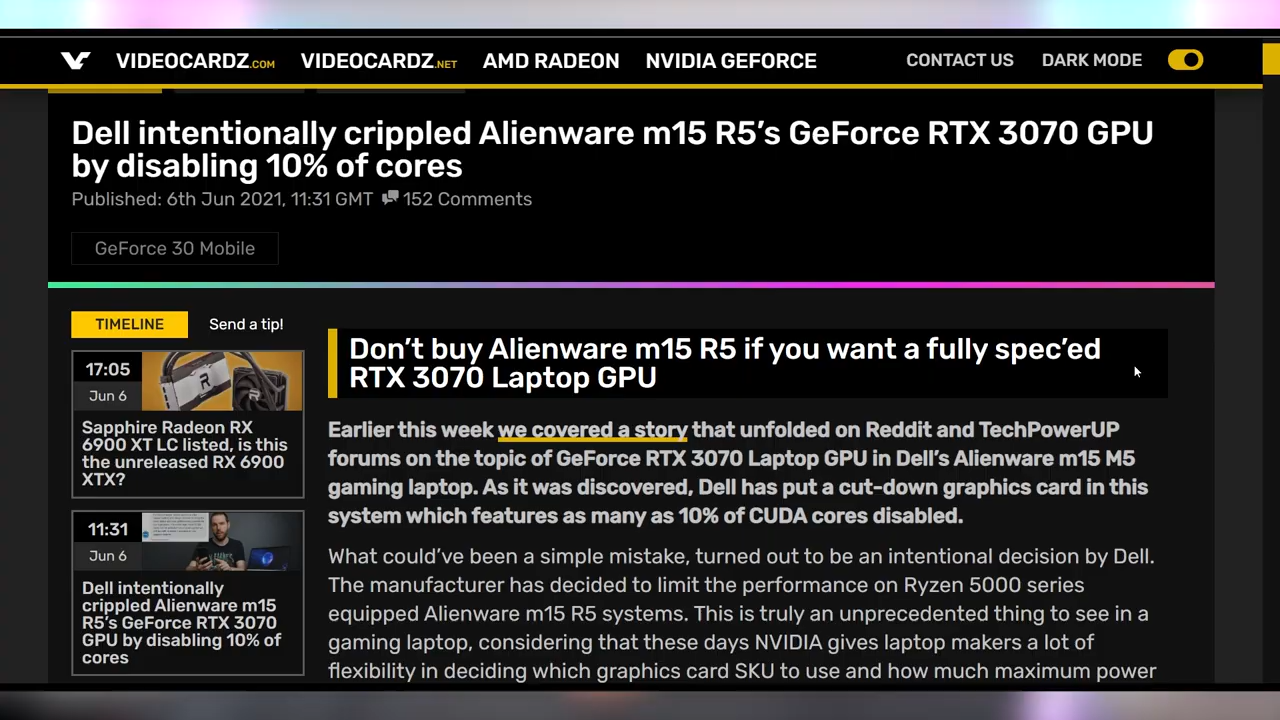 VIDEOCARDZ.COM VIDEOCARDZ.NET AMD RADEON NVIDIA GEFORCE CONTACT US DARK MODE
Dell intentionally crippled Alienware m15 R5's GeForce RTX 3070 GPU
by disabling 10% of cores
Published: 6th Jun 2021, 11:31 GMT 152 Comments
GeForce 30 Mobile
TIMELINE Send a tip!
17:05
Jun 6
Sapphire Radeon RX
6900 XT LC listed, is this
the unreleased RX 6900
XTX?
11:31
Jun 6
Dell intentionally
crippled Alienware m15
R5's GeForce RTX 3070
GPU by disabling 10% of
cores
Don't buy Alienware m15 R5 if you want a fully spec'ed
RTX 3070 Laptop GPU
Earlier this week we covered a story that unfolded on Reddit and TechPowerUP
forums on the topic of GeForce RTX 3070 Laptop GPU in Dell's Alienware m15 M5
gaming laptop. As it was discovered, Dell has put a cut-down graphics card in this
system which features as many as 10% of CUDA cores disabled.
What could've been a simple mistake, turned out to be an intentional decision by Dell.
The manufacturer has decided to limit the performance on Ryzen 5000 series
equipped Alienware m15 R5 systems. This is truly an unprecedented thing to see in a
gaming laptop, considering that these days NVIDIA gives laptop makers a lot of
flexibility in deciding which graphics card SKU to use and how much maximum power